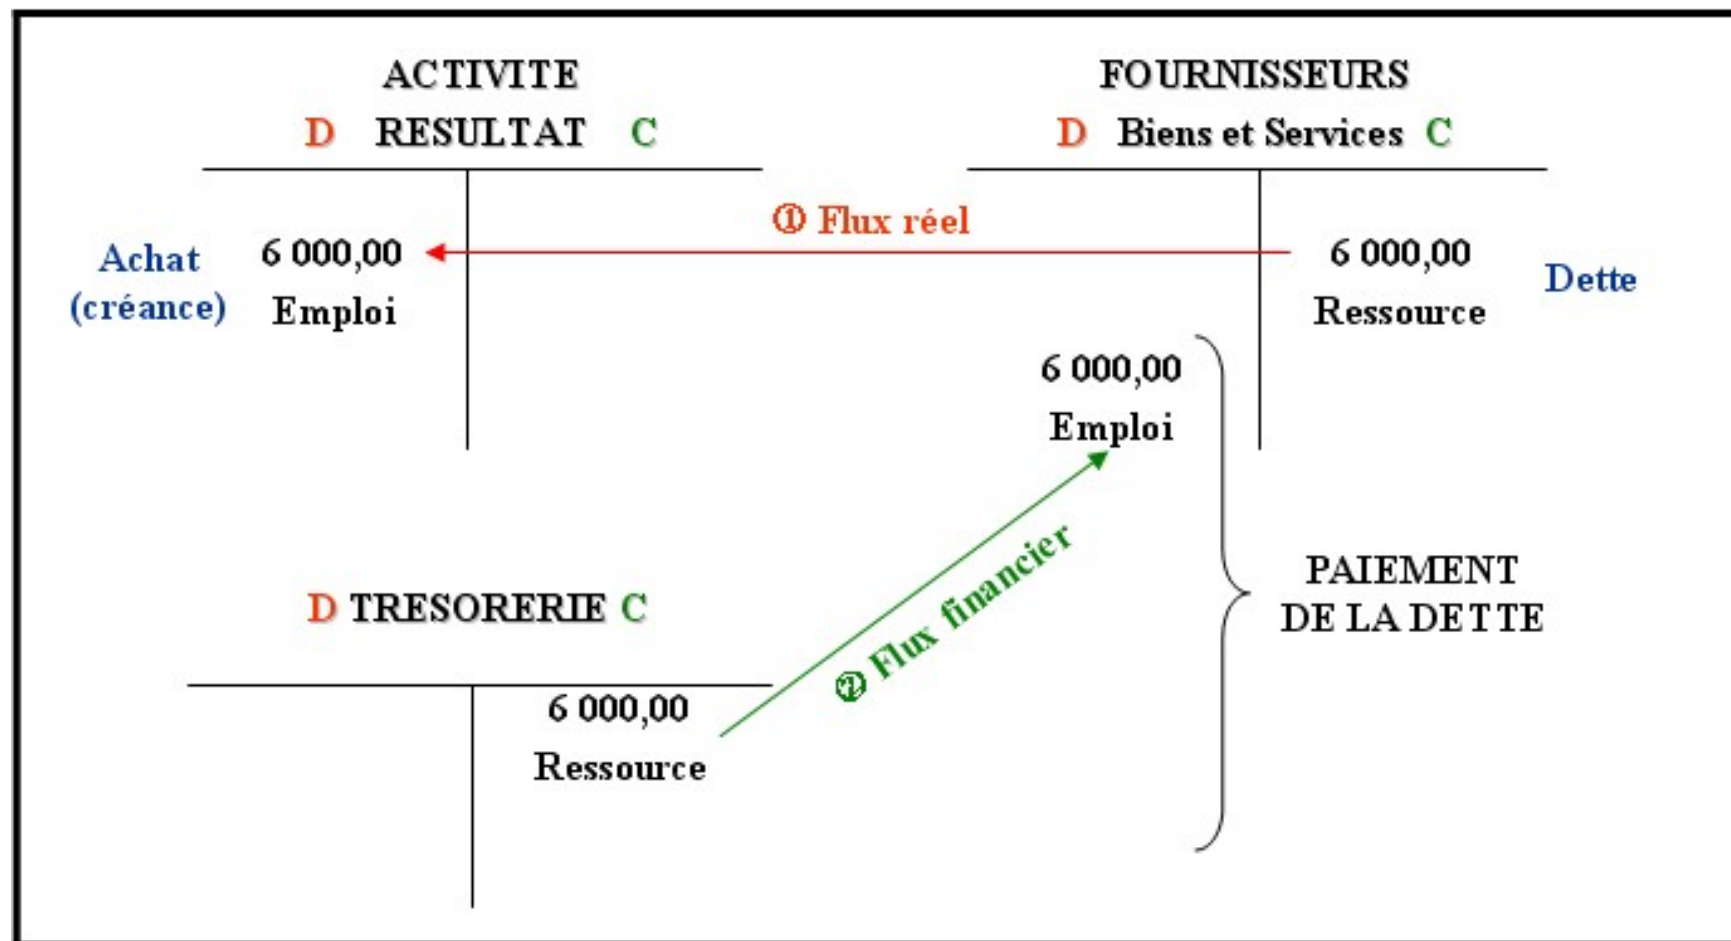 ACTIVITE
D RESULTAT C
FOURNISSEURS
D Biens et Services C
① Flux réel
Achat
(créance)
6 000,00
Emploi
6 000,00
Ressource
Dette
6 000,00
Emploi
② Flux financier
PAIEMENT
DE LA DETTE
D TRESORERIE C
6 000,00
Ressource